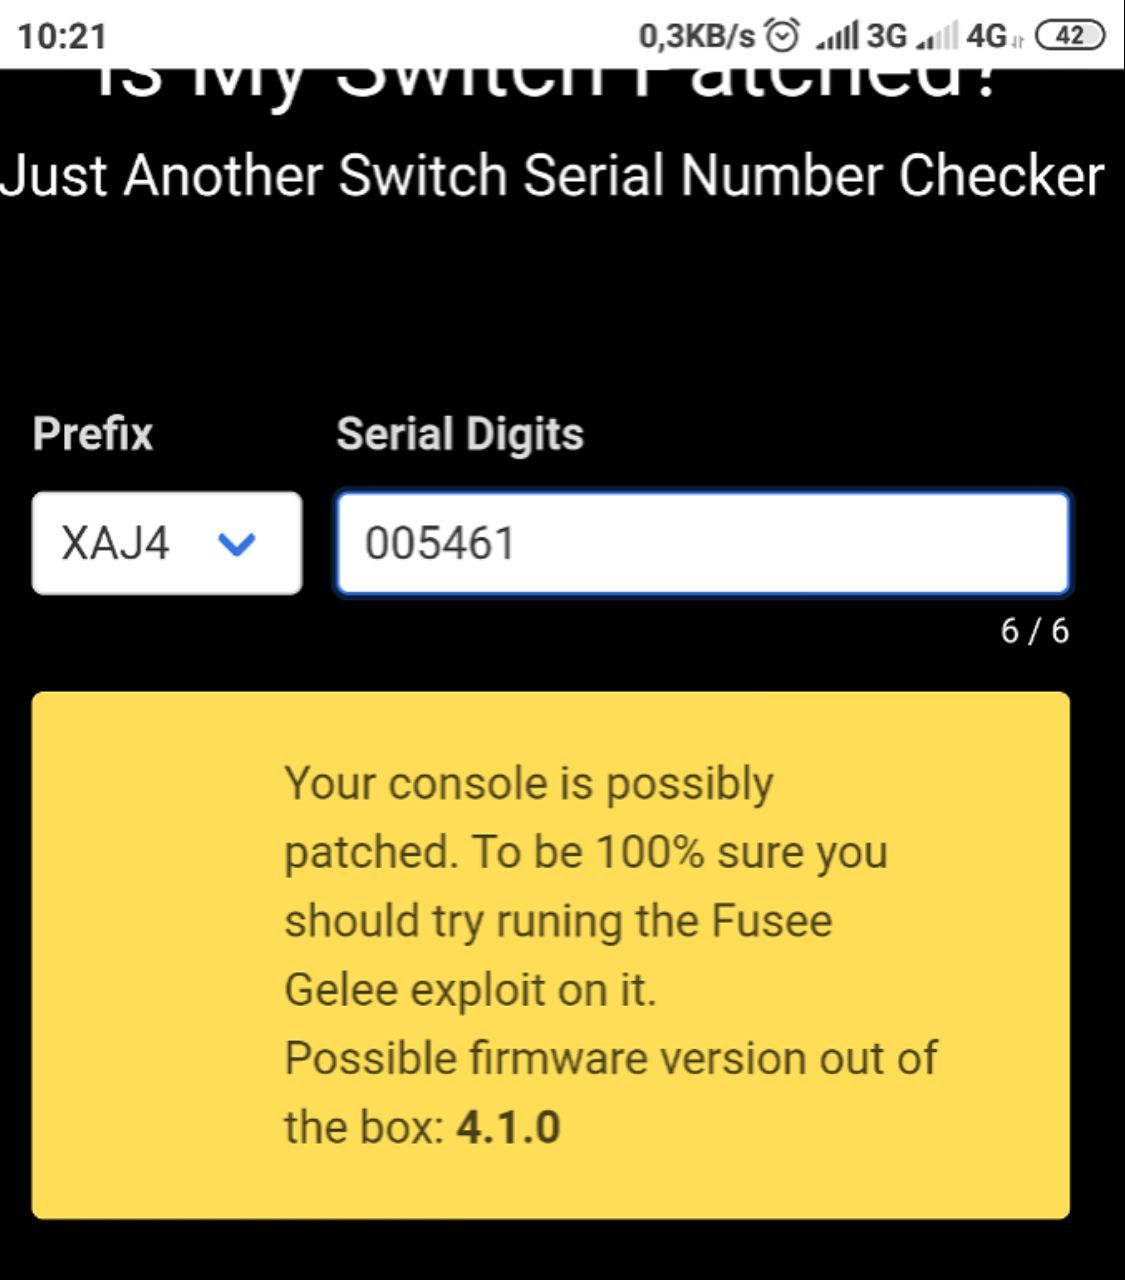 10:21 0,3KB/s 3G 4G 42
Is My Switch Patched?
Just Another Switch Serial Number Checker
Prefix Serial Digits
XAJ4 005461
6 / 6
Your console is possibly
patched. To be 100% sure you
should try runing the Fusee
Gelee exploit on it.
Possible firmware version out of
the box: 4.1.0